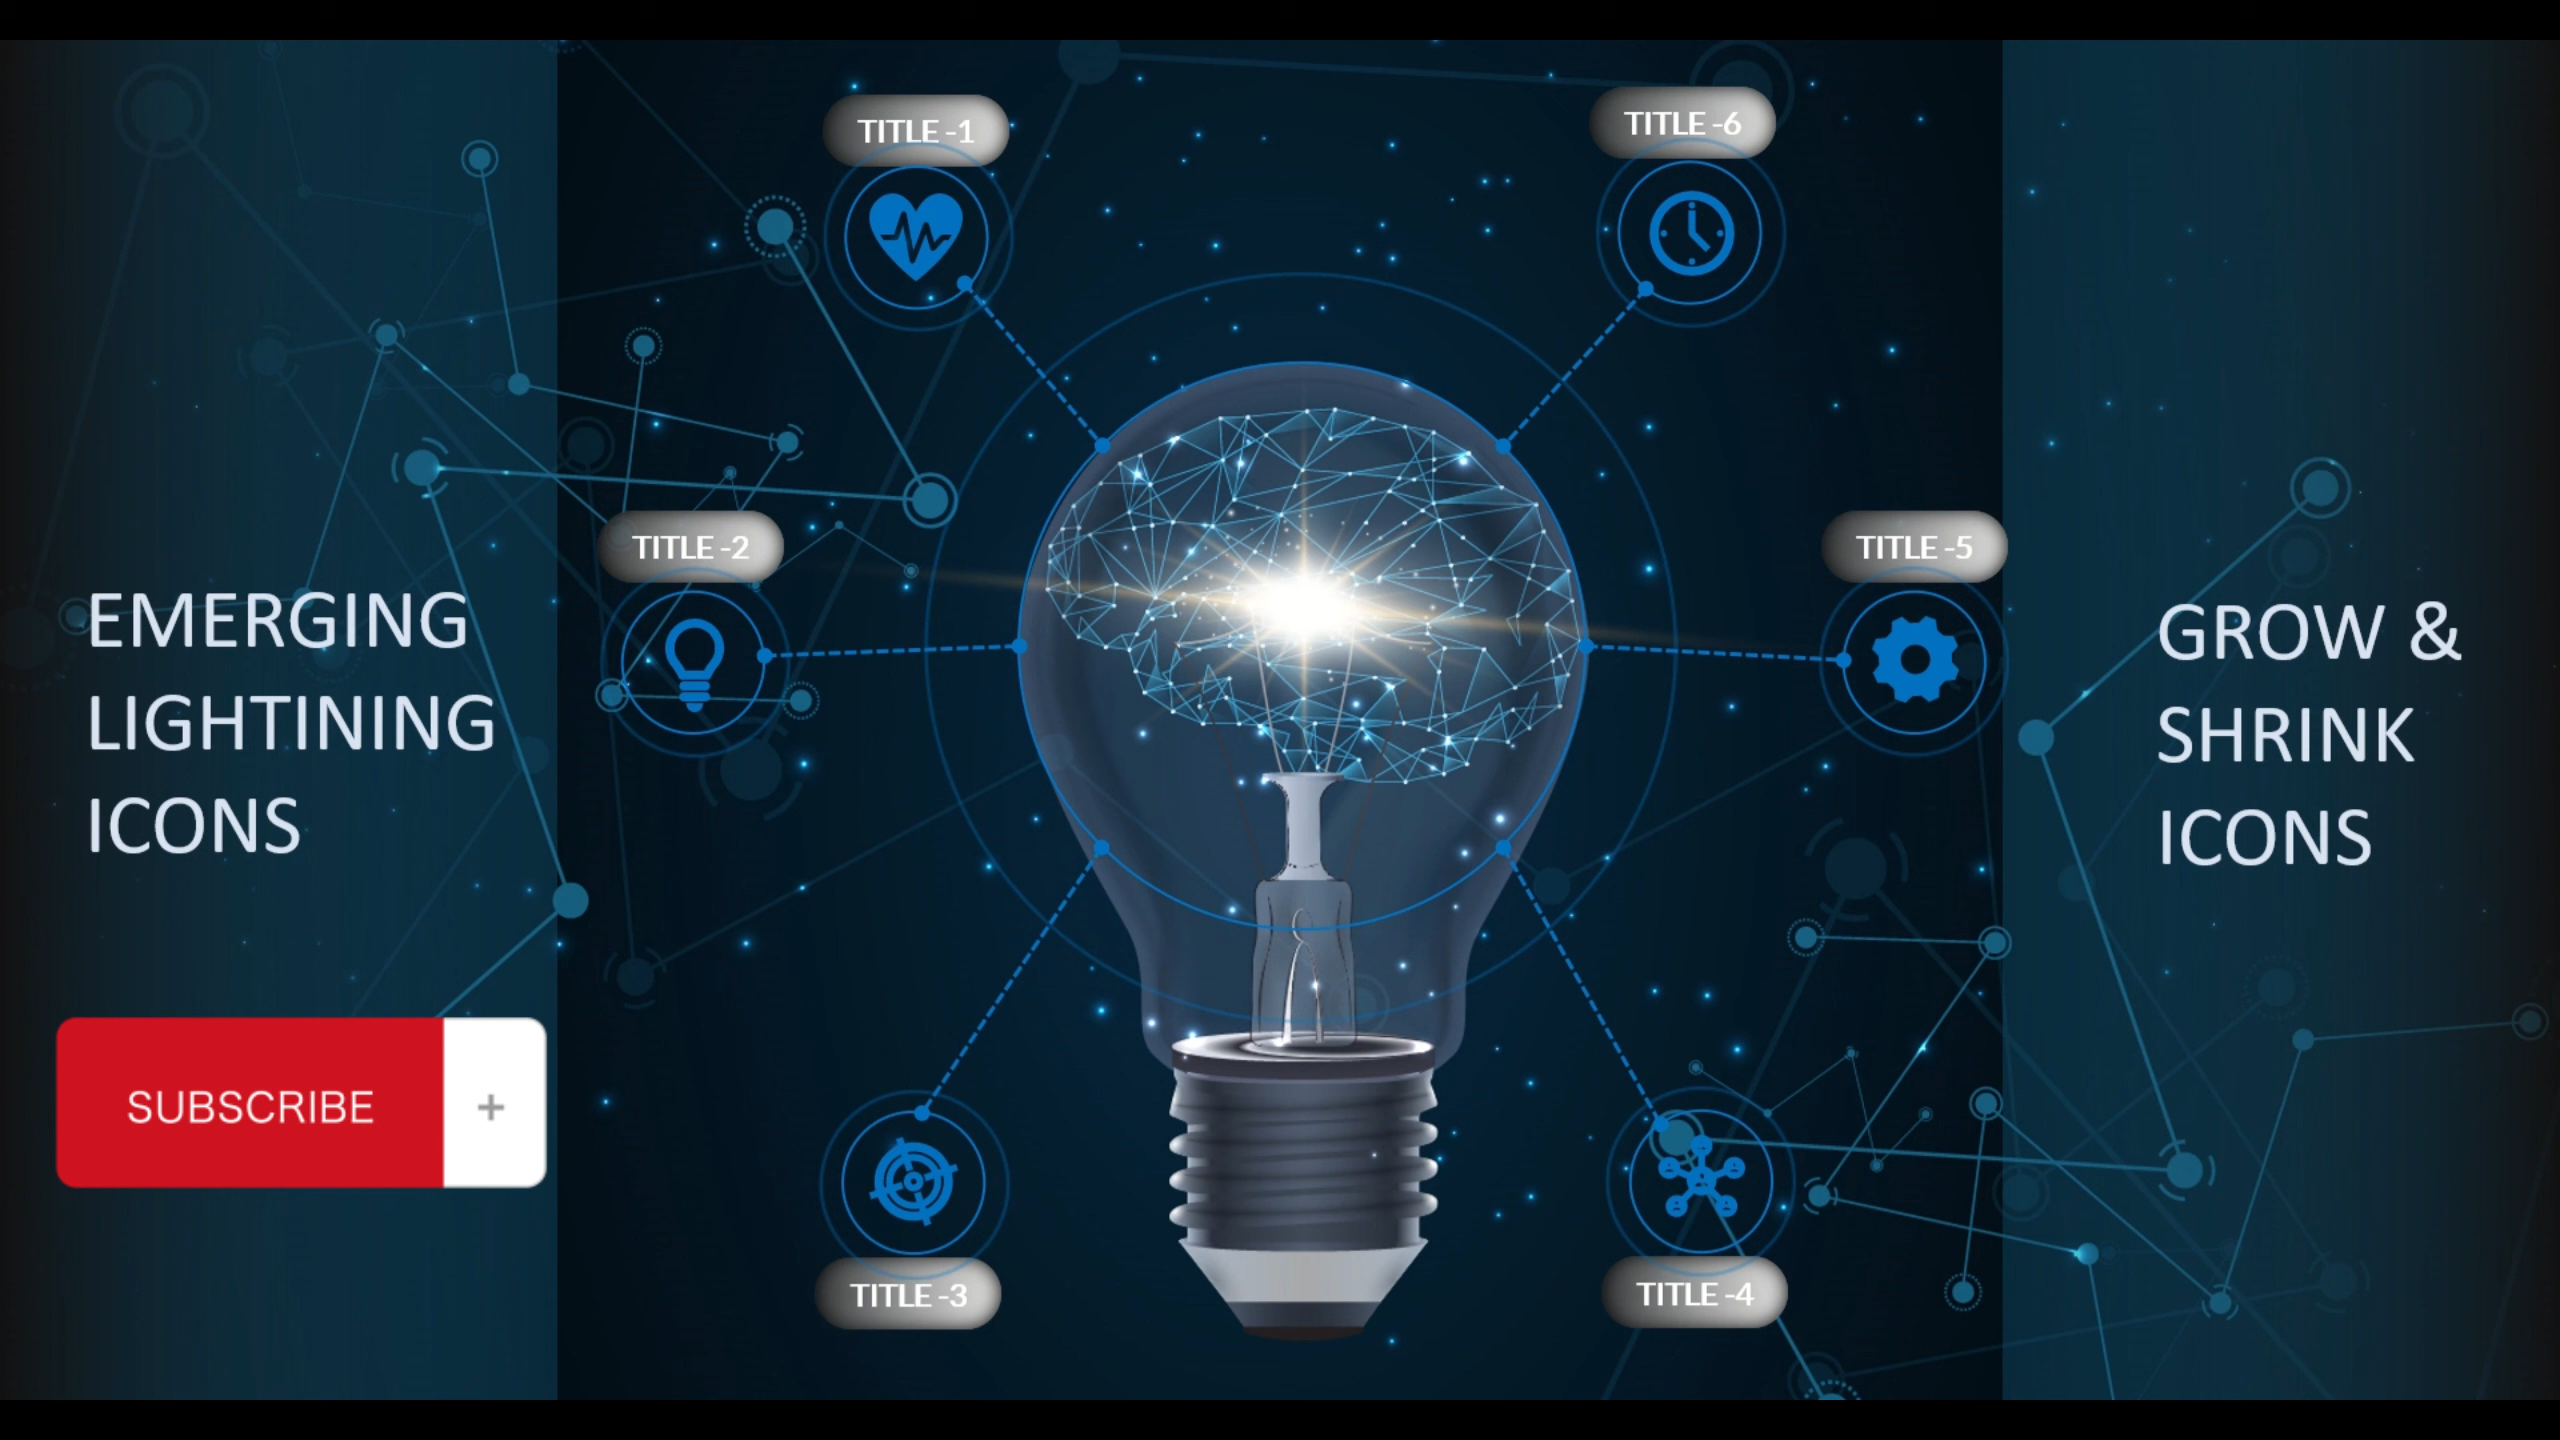 TITLE -1
TITLE -6
TITLE -2
TITLE -5
EMERGING
LIGHTINING
ICONS
GROW &
SHRINK
ICONS
SUBSCRIBE +
TITLE -3
TITLE -4